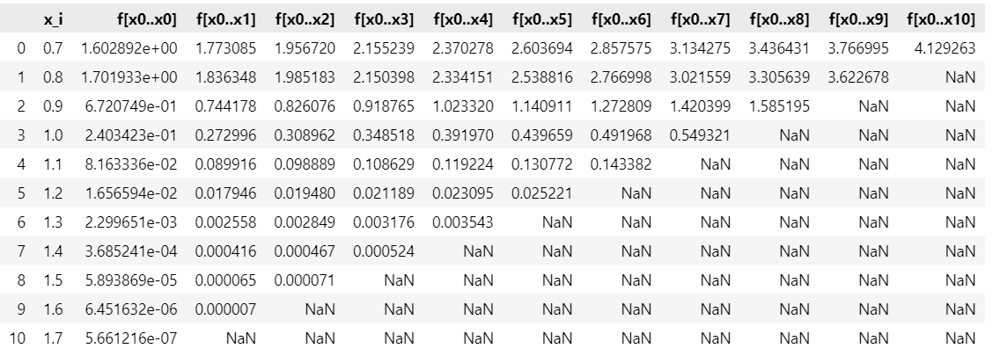 x_i f[x0..x0] f[x0..x1] f[x0..x2] f[x0..x3] f[x0..x4] f[x0..x5] f[x0..x6] f[x0..x7] f[x0..x8] f[x0..x9] f[x0..x10]
0 0.7 1.602892e+00 1.773085 1.956720 2.155239 2.370278 2.603694 2.857575 3.134275 3.436431 3.766995 4.129263
1 0.8 1.701933e+00 1.836348 1.985183 2.150398 2.334151 2.538816 2.766998 3.021559 3.305639 3.622678 NaN
2 0.9 6.720749e-01 0.744178 0.826076 0.918765 1.023320 1.140911 1.272809 1.420399 1.585195 NaN NaN
3 1.0 2.403423e-01 0.272996 0.308962 0.348518 0.391970 0.439659 0.491968 0.549321 NaN NaN NaN
4 1.1 8.163336e-02 0.089916 0.098889 0.108629 0.119224 0.130772 0.143382 NaN NaN NaN NaN
5 1.2 1.656594e-02 0.017946 0.019480 0.021189 0.023095 0.025221 NaN NaN NaN NaN NaN
6 1.3 2.299651e-03 0.002558 0.002849 0.003176 0.003543 NaN NaN NaN NaN NaN NaN
7 1.4 3.685241e-04 0.000416 0.000467 0.000524 NaN NaN NaN NaN NaN NaN NaN
8 1.5 5.893869e-05 0.000065 0.000071 NaN NaN NaN NaN NaN NaN NaN NaN
9 1.6 6.451632e-06 0.000007 NaN NaN NaN NaN NaN NaN NaN NaN NaN
10 1.7 5.661216e-07 NaN NaN NaN NaN NaN NaN NaN NaN NaN NaN